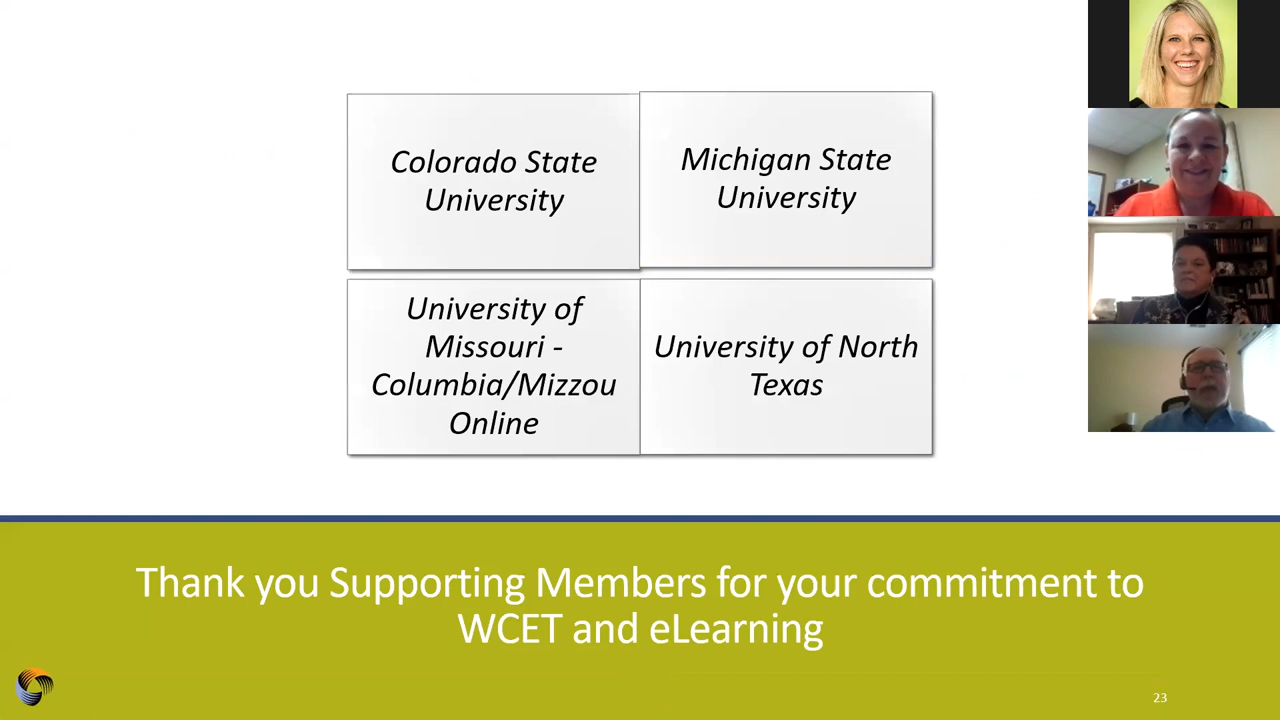 Colorado State
University
Michigan State
University
University of
Missouri -
Columbia/Mizzou
Online
University of North
Texas
Thank you Supporting Members for your commitment to
WCET and eLearning
23